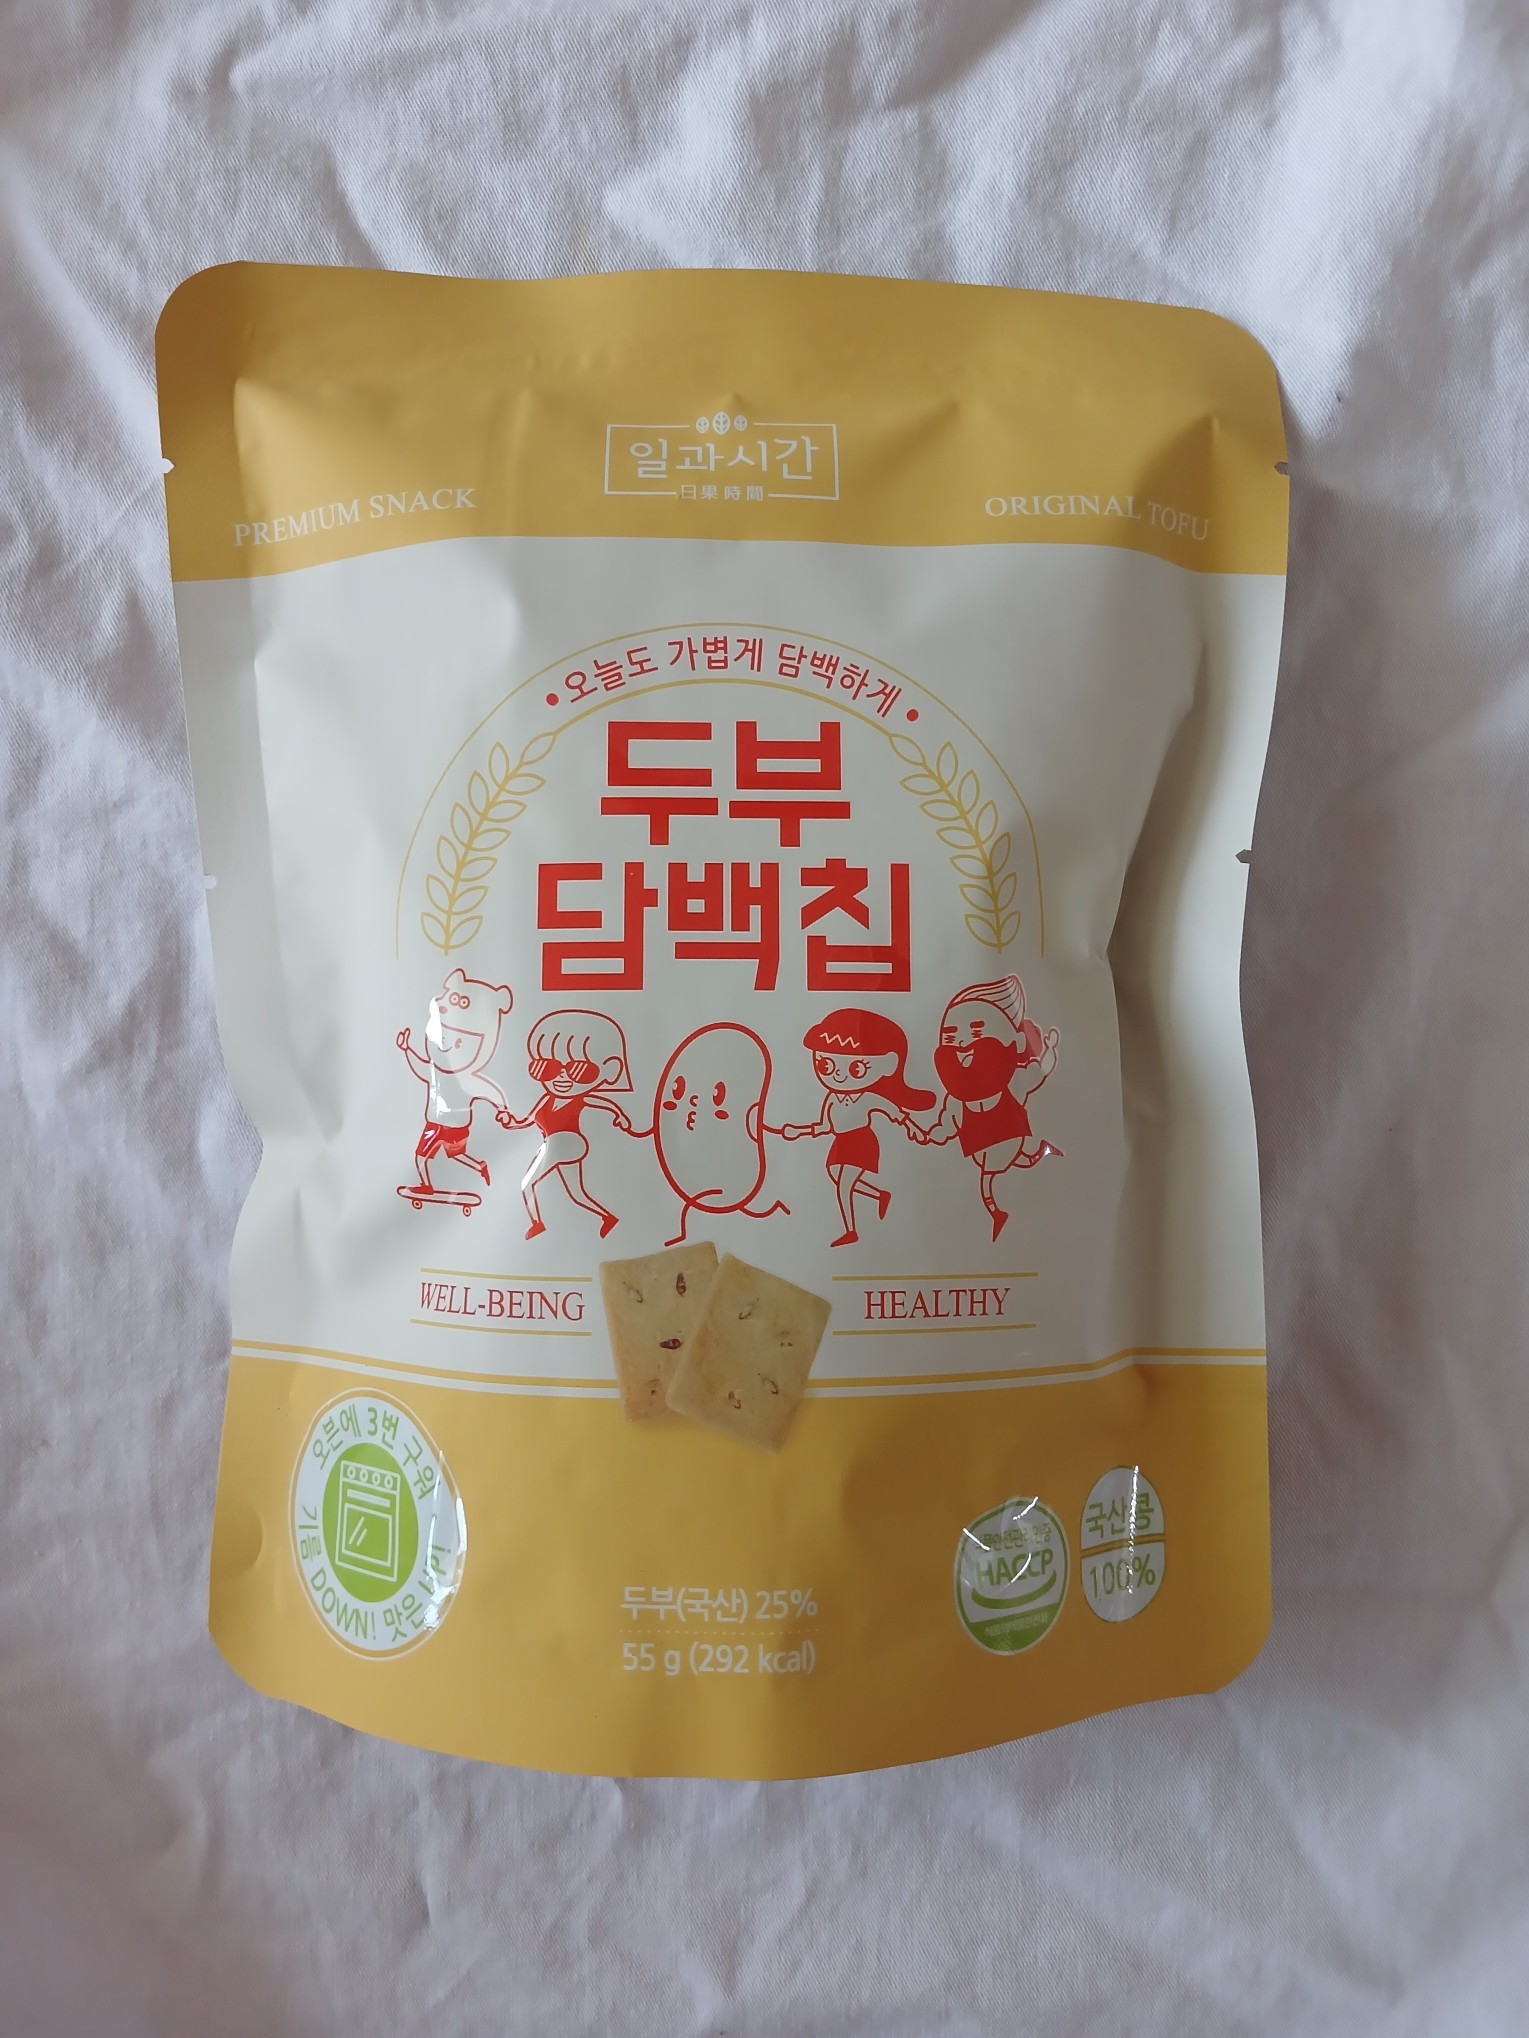 일과시간
日果時間
PREMIUM SNACK
ORIGINAL TOFU
• 오늘도 가볍게 담백하게 •
두부
담백칩
WELL-BEING
HEALTHY
오븐에 3번 구워
기름 DOWN! 맛은 UP!
두부(국산) 25%
55 g (292 kcal)
HACCP
국산콩
100%